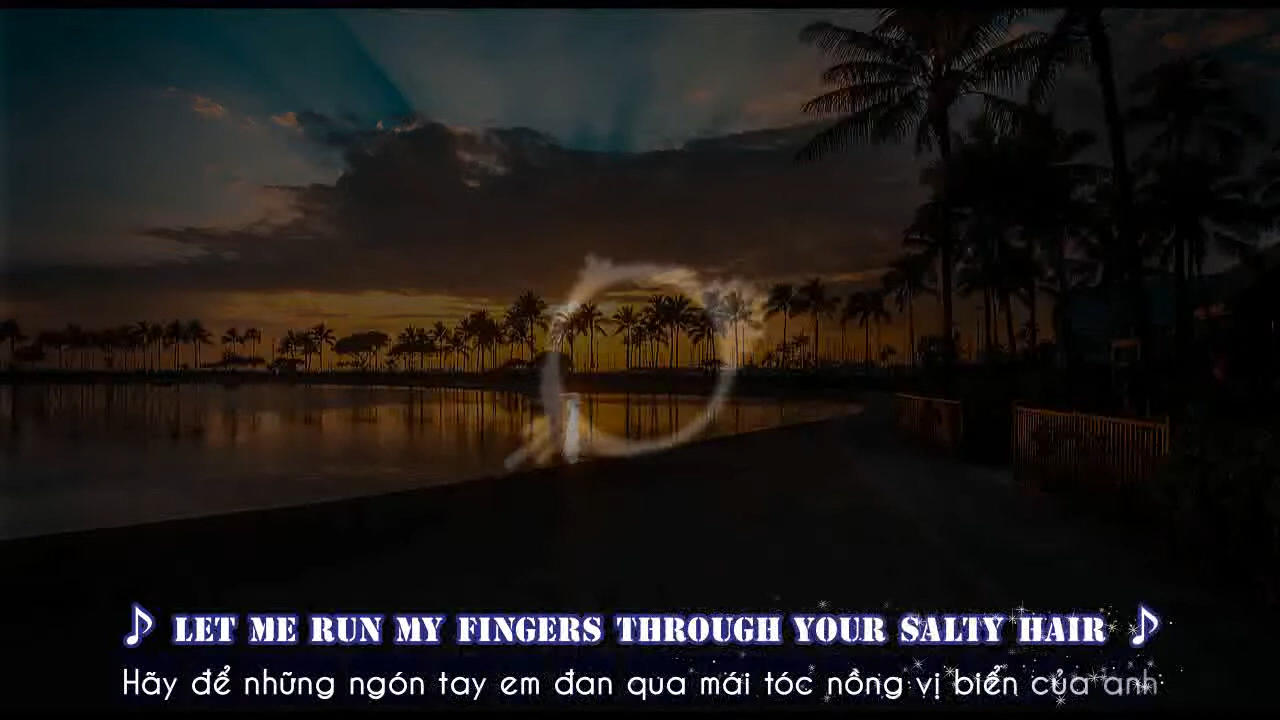 ♪ LET ME RUN MY FINGERS THROUGH YOUR SALTY HAIR ♪
Hãy để những ngón tay em đan qua mái tóc nồng vị biển của anh